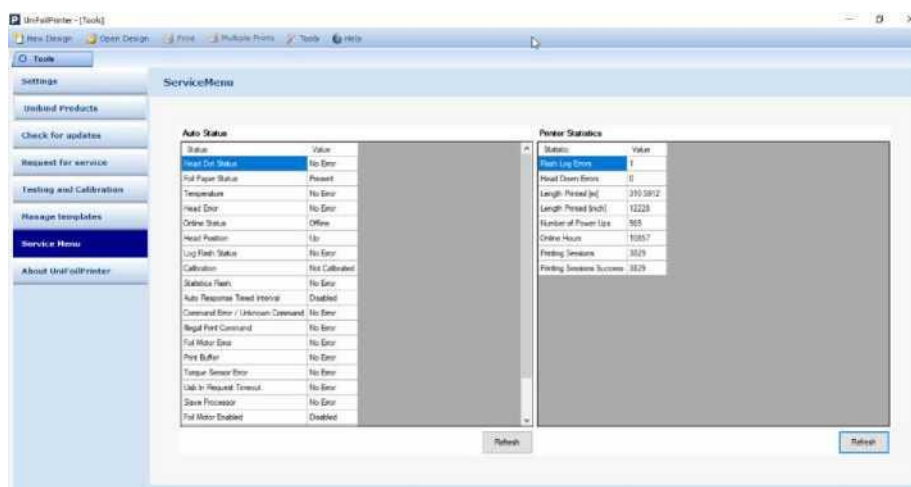 UniFoilPrinter - [Tools]
New Design Open Design Print Multiple Prints Tools Help
Tools
Settings
Unibind Products
Check for updates
Request for service
Testing and Calibration
Manage templates
Service Menu
About UniFoilPrinter
ServiceMenu
Auto Status
Status Value
Head Dot Status No Error
Foil Paper Status Present
Temperature No Error
Head Error No Error
Online Status Offline
Head Position Up
Log Flash Status No Error
Calibration Not Calibrated
Statistics Flash No Error
Auto Response Timed Interval Disabled
Command Error / Unknown Command No Error
Illegal Print Command No Error
Foil Motor Error No Error
Print Buffer No Error
Torque Sensor Error No Error
Usb In Request Timeout No Error
Slave Processor No Error
Foil Motor Enabled Disabled
Refresh
Printer Statistics
Statistic Value
Flash Log Errors 1
Head Down Errors 0
Length Printed [m] 310.5912
Length Printed [inch] 12228
Number of Power Ups 565
Online Hours 10857
Printing Sessions 3829
Printing Sessions Success 3829
Refresh